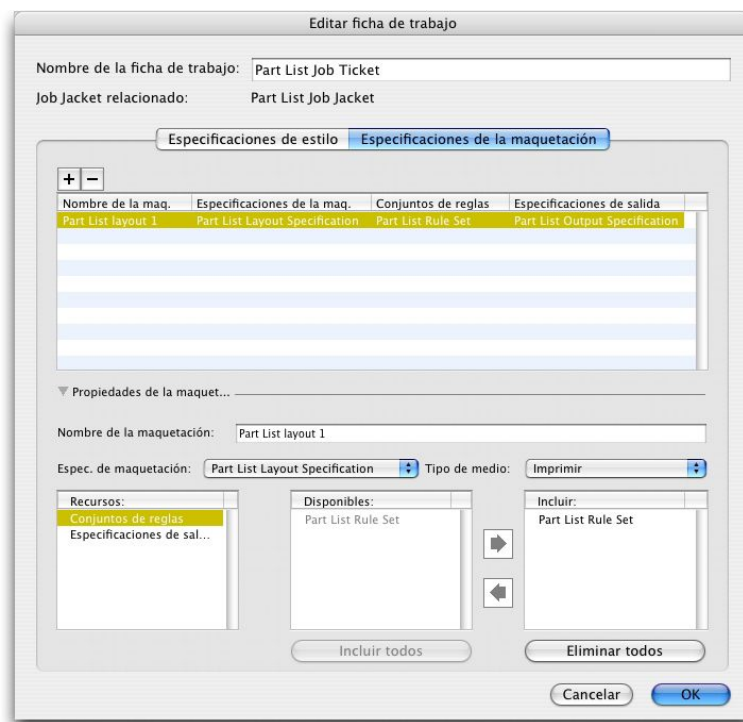 Editar ficha de trabajo
Nombre de la ficha de trabajo: Part List Job Ticket
Job Jacket relacionado: Part List Job Jacket
Especificaciones de estilo Especificaciones de la maquetación
+ −
Nombre de la maq. Especificaciones de la maq. Conjuntos de reglas Especificaciones de salida
Part List layout 1 Part List Layout Specification Part List Rule Set Part List Output Specification
Propiedades de la maquet...
Nombre de la maquetación: Part List layout 1
Espec. de maquetación: Part List Layout Specification Tipo de medio: Imprimir
Recursos: Disponibles: Incluir:
Conjuntos de reglas Part List Rule Set Part List Rule Set
Especificaciones de sal...
Incluir todos Eliminar todos
Cancelar OK